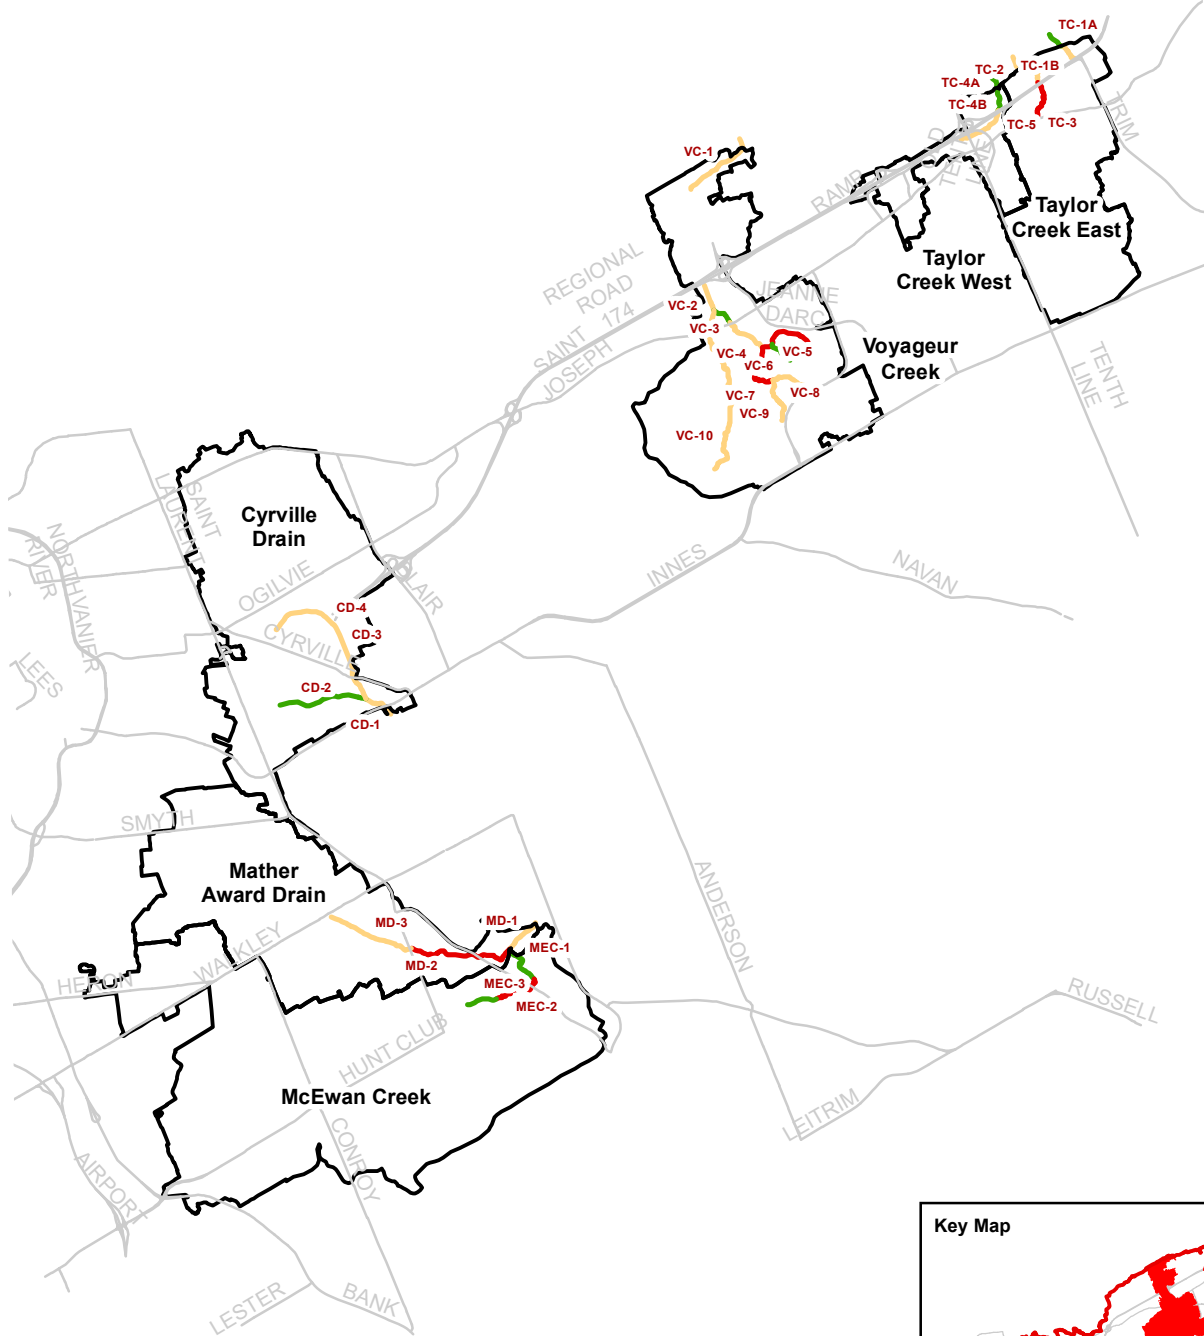 TC-1A
TC-2
TC-1B
TC-4A
TC-4B
TC-5
TC-3
TRIM
VC-1
TENTH
LINE
Taylor
Creek East
Taylor
Creek West
REGIONAL
ROAD
174
JEANNE
DARC
VC-2
VC-3
VC-4
VC-5
VC-6
Voyageur
Creek
VC-7
VC-8
VC-9
VC-10
SAINT
JOSEPH
SAINT
LAURENT
Cyrville
Drain
NORTH
RIVER
VANIER
OGILVIE
BLAIR
INNES
NAVAN
CD-4
CD-3
CYRVILLE
LEES
CD-2
CD-1
SMYTH
Mather
Award Drain
ANDERSON
MD-3
MD-1
MEC-1
MD-2
WALKLEY
HERON
MEC-3
MEC-2
RUSSELL
HUNT CLUB
McEwan Creek
LEITRIM
CONROY
AIRPORT
LESTER
BANK
Key Map